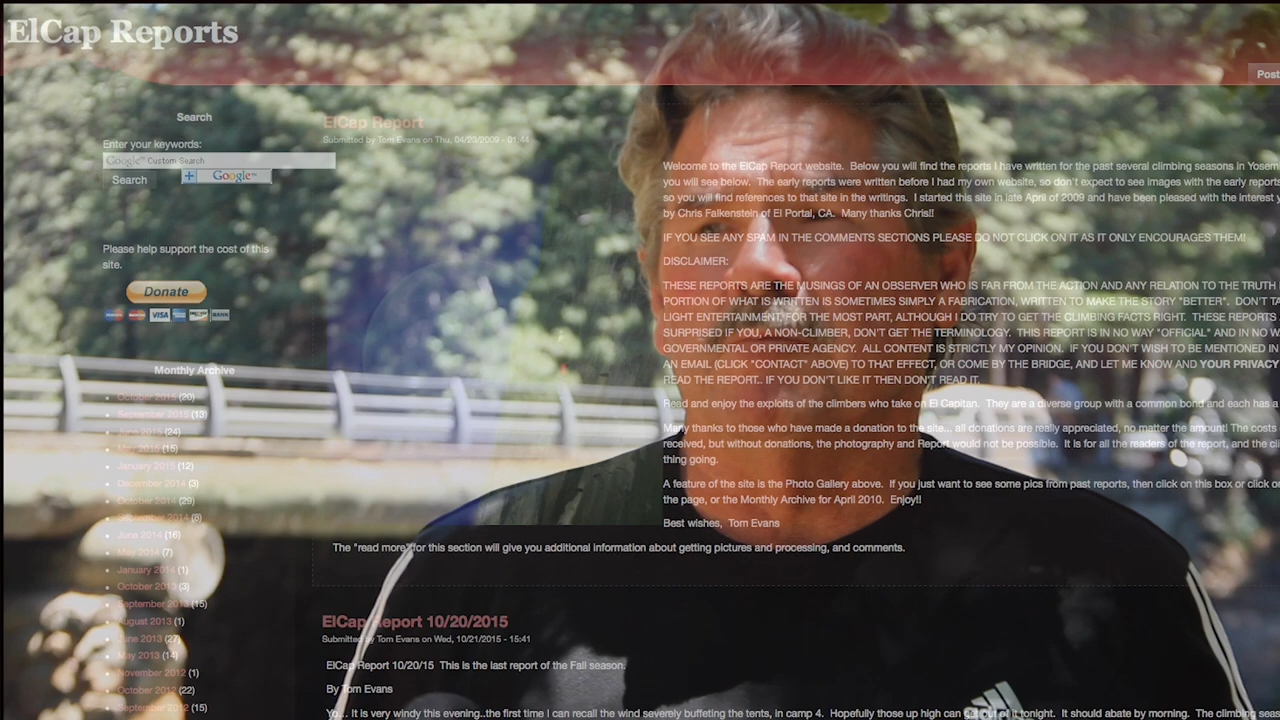 ElCap Reports
Post
Search
Enter your keywords:
Google™ Custom Search
Search
Google™
Please help support the cost of this
site.
Donate
VISA
BANK
Monthly Archive
October 2015 (20)
September 2015 (13)
June 2015 (24)
May 2015 (15)
January 2015 (12)
December 2014 (3)
October 2014 (29)
September 2014 (8)
June 2014 (16)
May 2014 (7)
January 2014 (1)
October 2013 (3)
September 2013 (15)
August 2013 (1)
June 2013 (27)
May 2013 (14)
November 2012 (1)
October 2012 (22)
September 2012 (15)
ElCap Report
Submitted by Tom Evans on Thu, 04/23/2009 - 01:44
Welcome to the ElCap Report website. Below you will find the reports I have written for the past several climbing seasons in Yosem
you will see below. The early reports were written before I had my own website, so don't expect to see images with the early reports
so you will find references to that site in the writings. I started this site in late April of 2009 and have been pleased with the interest y
by Chris Falkenstein of El Portal, CA. Many thanks Chris!!
IF YOU SEE ANY SPAM IN THE COMMENTS SECTIONS PLEASE DO NOT CLICK ON IT AS IT ONLY ENCOURAGES THEM!
DISCLAIMER:
THESE REPORTS ARE THE MUSINGS OF AN OBSERVER WHO IS FAR FROM THE ACTION AND ANY RELATION TO THE TRUTH
PORTION OF WHAT IS WRITTEN IS SOMETIMES SIMPLY A FABRICATION, WRITTEN TO MAKE THE STORY "BETTER". DON'T TA
LIGHT ENTERTAINMENT, FOR THE MOST PART, ALTHOUGH I DO TRY TO GET THE CLIMBING FACTS RIGHT. THESE REPORTS
SURPRISED IF YOU, A NON-CLIMBER, DON'T GET THE TERMINOLOGY. THIS REPORT IS IN NO WAY "OFFICIAL" AND IN NO W
GOVERNMENTAL OR PRIVATE AGENCY. ALL CONTENT IS STRICTLY MY OPINION. IF YOU DON'T WISH TO BE MENTIONED IN
AN EMAIL (CLICK "CONTACT" ABOVE) TO THAT EFFECT, OR COME BY THE BRIDGE, AND LET ME KNOW AND YOUR PRIVACY
READ THE REPORT.. IF YOU DON'T LIKE IT THEN DON'T READ IT.
Read and enjoy the exploits of the climbers who take on El Capitan. They are a diverse group with a common bond and each has a
Many thanks to those who have made a donation to the site... all donations are really appreciated, no matter the amount! The costs
received, but without donations, the photography and Report would not be possible. It is for all the readers of the report, and the cli
thing going.
A feature of the site is the Photo Gallery above. If you just want to see some pics from past reports, then click on this box or click on
the page, or the Monthly Archive for April 2010. Enjoy!!
Best wishes, Tom Evans
The "read more" for this section will give you additional information about getting pictures and processing, and comments.
ElCap Report 10/20/2015
Submitted by Tom Evans on Wed, 10/21/2015 - 15:41
ElCap Report 10/20/15 This is the last report of the Fall season.
By Tom Evans
Yo... It is very windy this evening..the first time I can recall the wind severely buffeting the tents, in camp 4. Hopefully those up high can get out of it tonight. It should abate by morning. The climbing seas